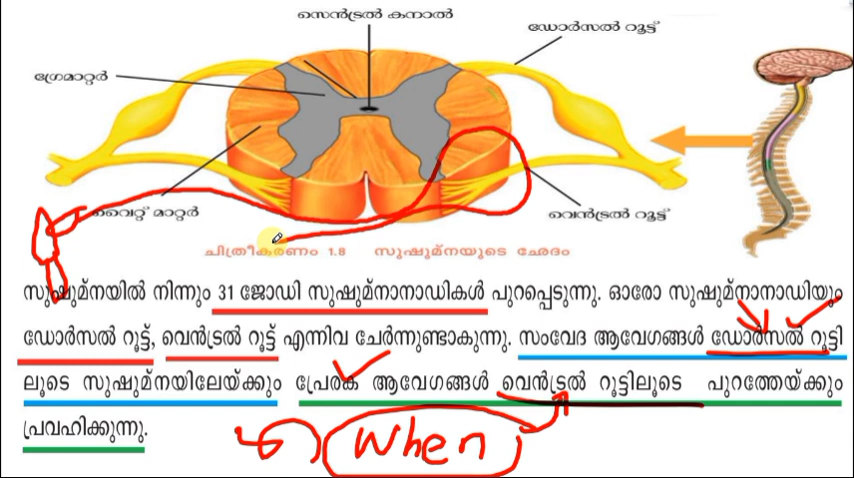 സെൻട്രൽ കനാൽ
ഡോർസൽ റൂട്ട്
ഗ്രേമാറ്റർ
വൈറ്റ് മാറ്റർ
വെൻട്രൽ റൂട്ട്
ചിത്രീകരണം 1.8 സുഷുമ്നയുടെ ഛേദം
സുഷുമ്നയിൽ നിന്നും 31 ജോഡി സുഷുമ്നാനാഡികൾ പുറപ്പെടുന്നു. ഓരോ സുഷുമ്നാനാഡിയും
ഡോർസൽ റൂട്ട്, വെൻട്രൽ റൂട്ട് എന്നിവ ചേർന്നുണ്ടാകുന്നു. സംവേദ ആവേഗങ്ങൾ ഡോർസൽ റൂട്ടി
ലൂടെ സുഷുമ്നയിലേയ്ക്കും പ്രേരക ആവേഗങ്ങൾ വെൻട്രൽ റൂട്ടിലൂടെ പുറത്തേയ്ക്കും
പ്രവഹിക്കുന്നു.
When